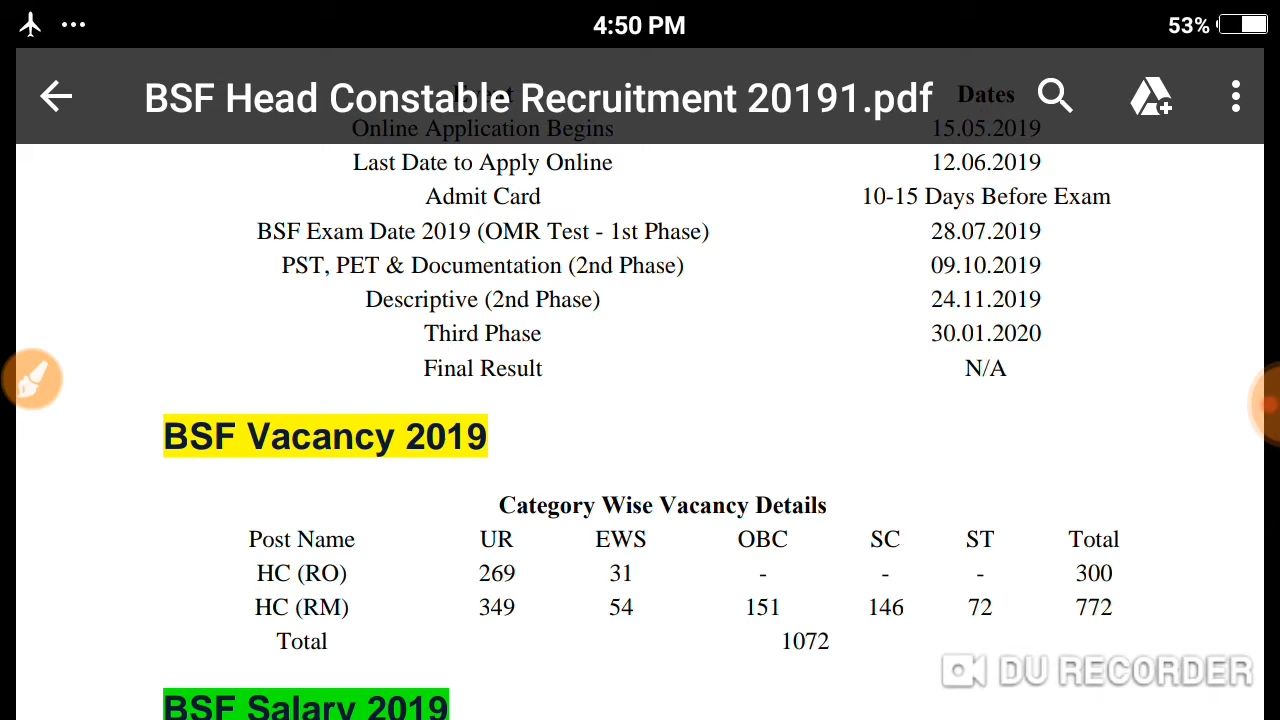 4:50 PM
53%
BSF Head Constable Recruitment 20191.pdf
Dates
Online Application Begins 15.05.2019
Last Date to Apply Online 12.06.2019
Admit Card 10-15 Days Before Exam
BSF Exam Date 2019 (OMR Test - 1st Phase) 28.07.2019
PST, PET & Documentation (2nd Phase) 09.10.2019
Descriptive (2nd Phase) 24.11.2019
Third Phase 30.01.2020
Final Result N/A
BSF Vacancy 2019
Category Wise Vacancy Details
Post Name UR EWS OBC SC ST Total
HC (RO) 269 31 - - - 300
HC (RM) 349 54 151 146 72 772
Total 1072
DU RECORDER
BSF Salary 2019